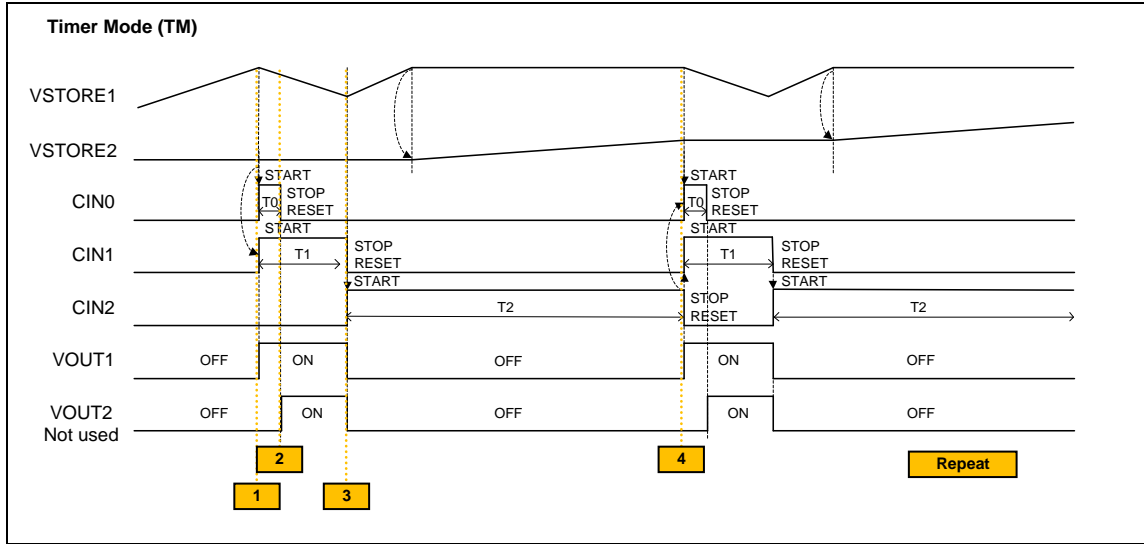 Timer Mode (TM)
VSTORE1
VSTORE2
START START
CIN0 T0 STOP T0 STOP
RESET RESET
START START
CIN1 T1 STOP T1 STOP
RESET RESET
START START
CIN2 T2 STOP T2
RESET
VOUT1 OFF ON OFF ON OFF
VOUT2 OFF ON OFF ON OFF
Not used
2 4 Repeat
1 3